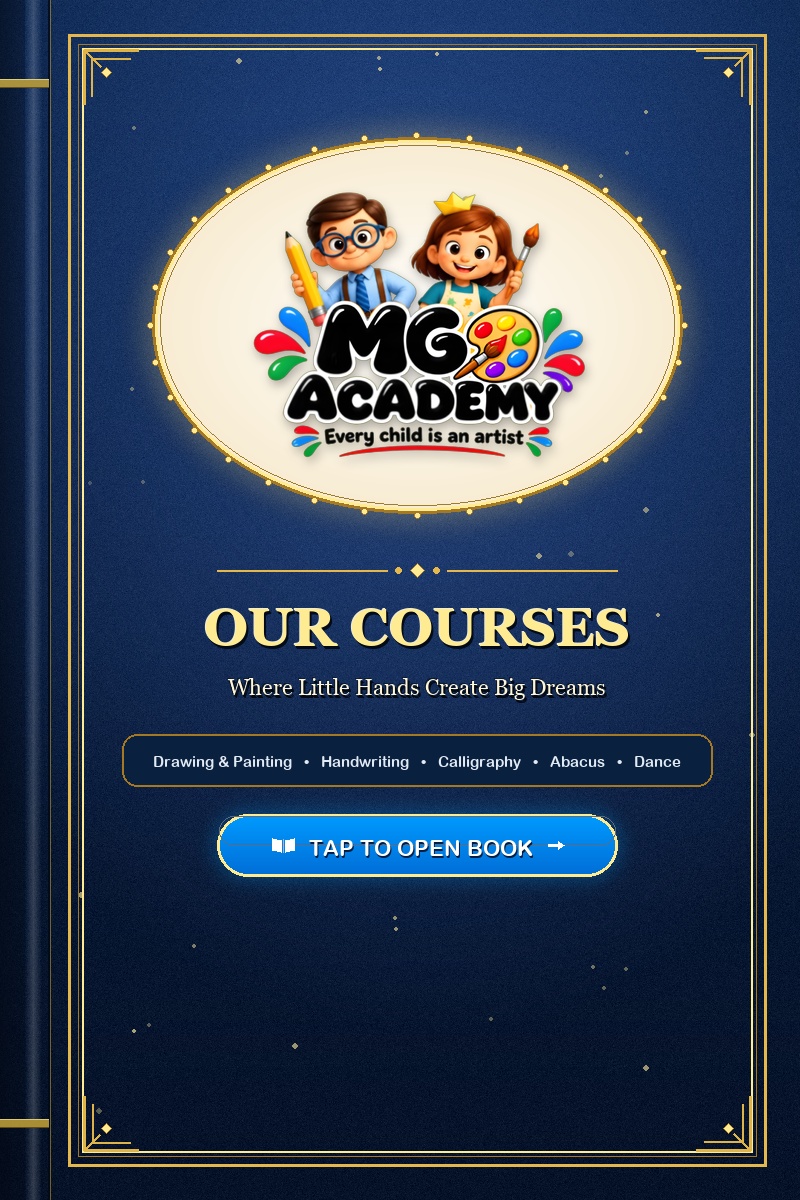 MG
ACADEMY
Every child is an artist
OUR COURSES
Where Little Hands Create Big Dreams
Drawing & Painting • Handwriting • Calligraphy • Abacus • Dance
TAP TO OPEN BOOK →